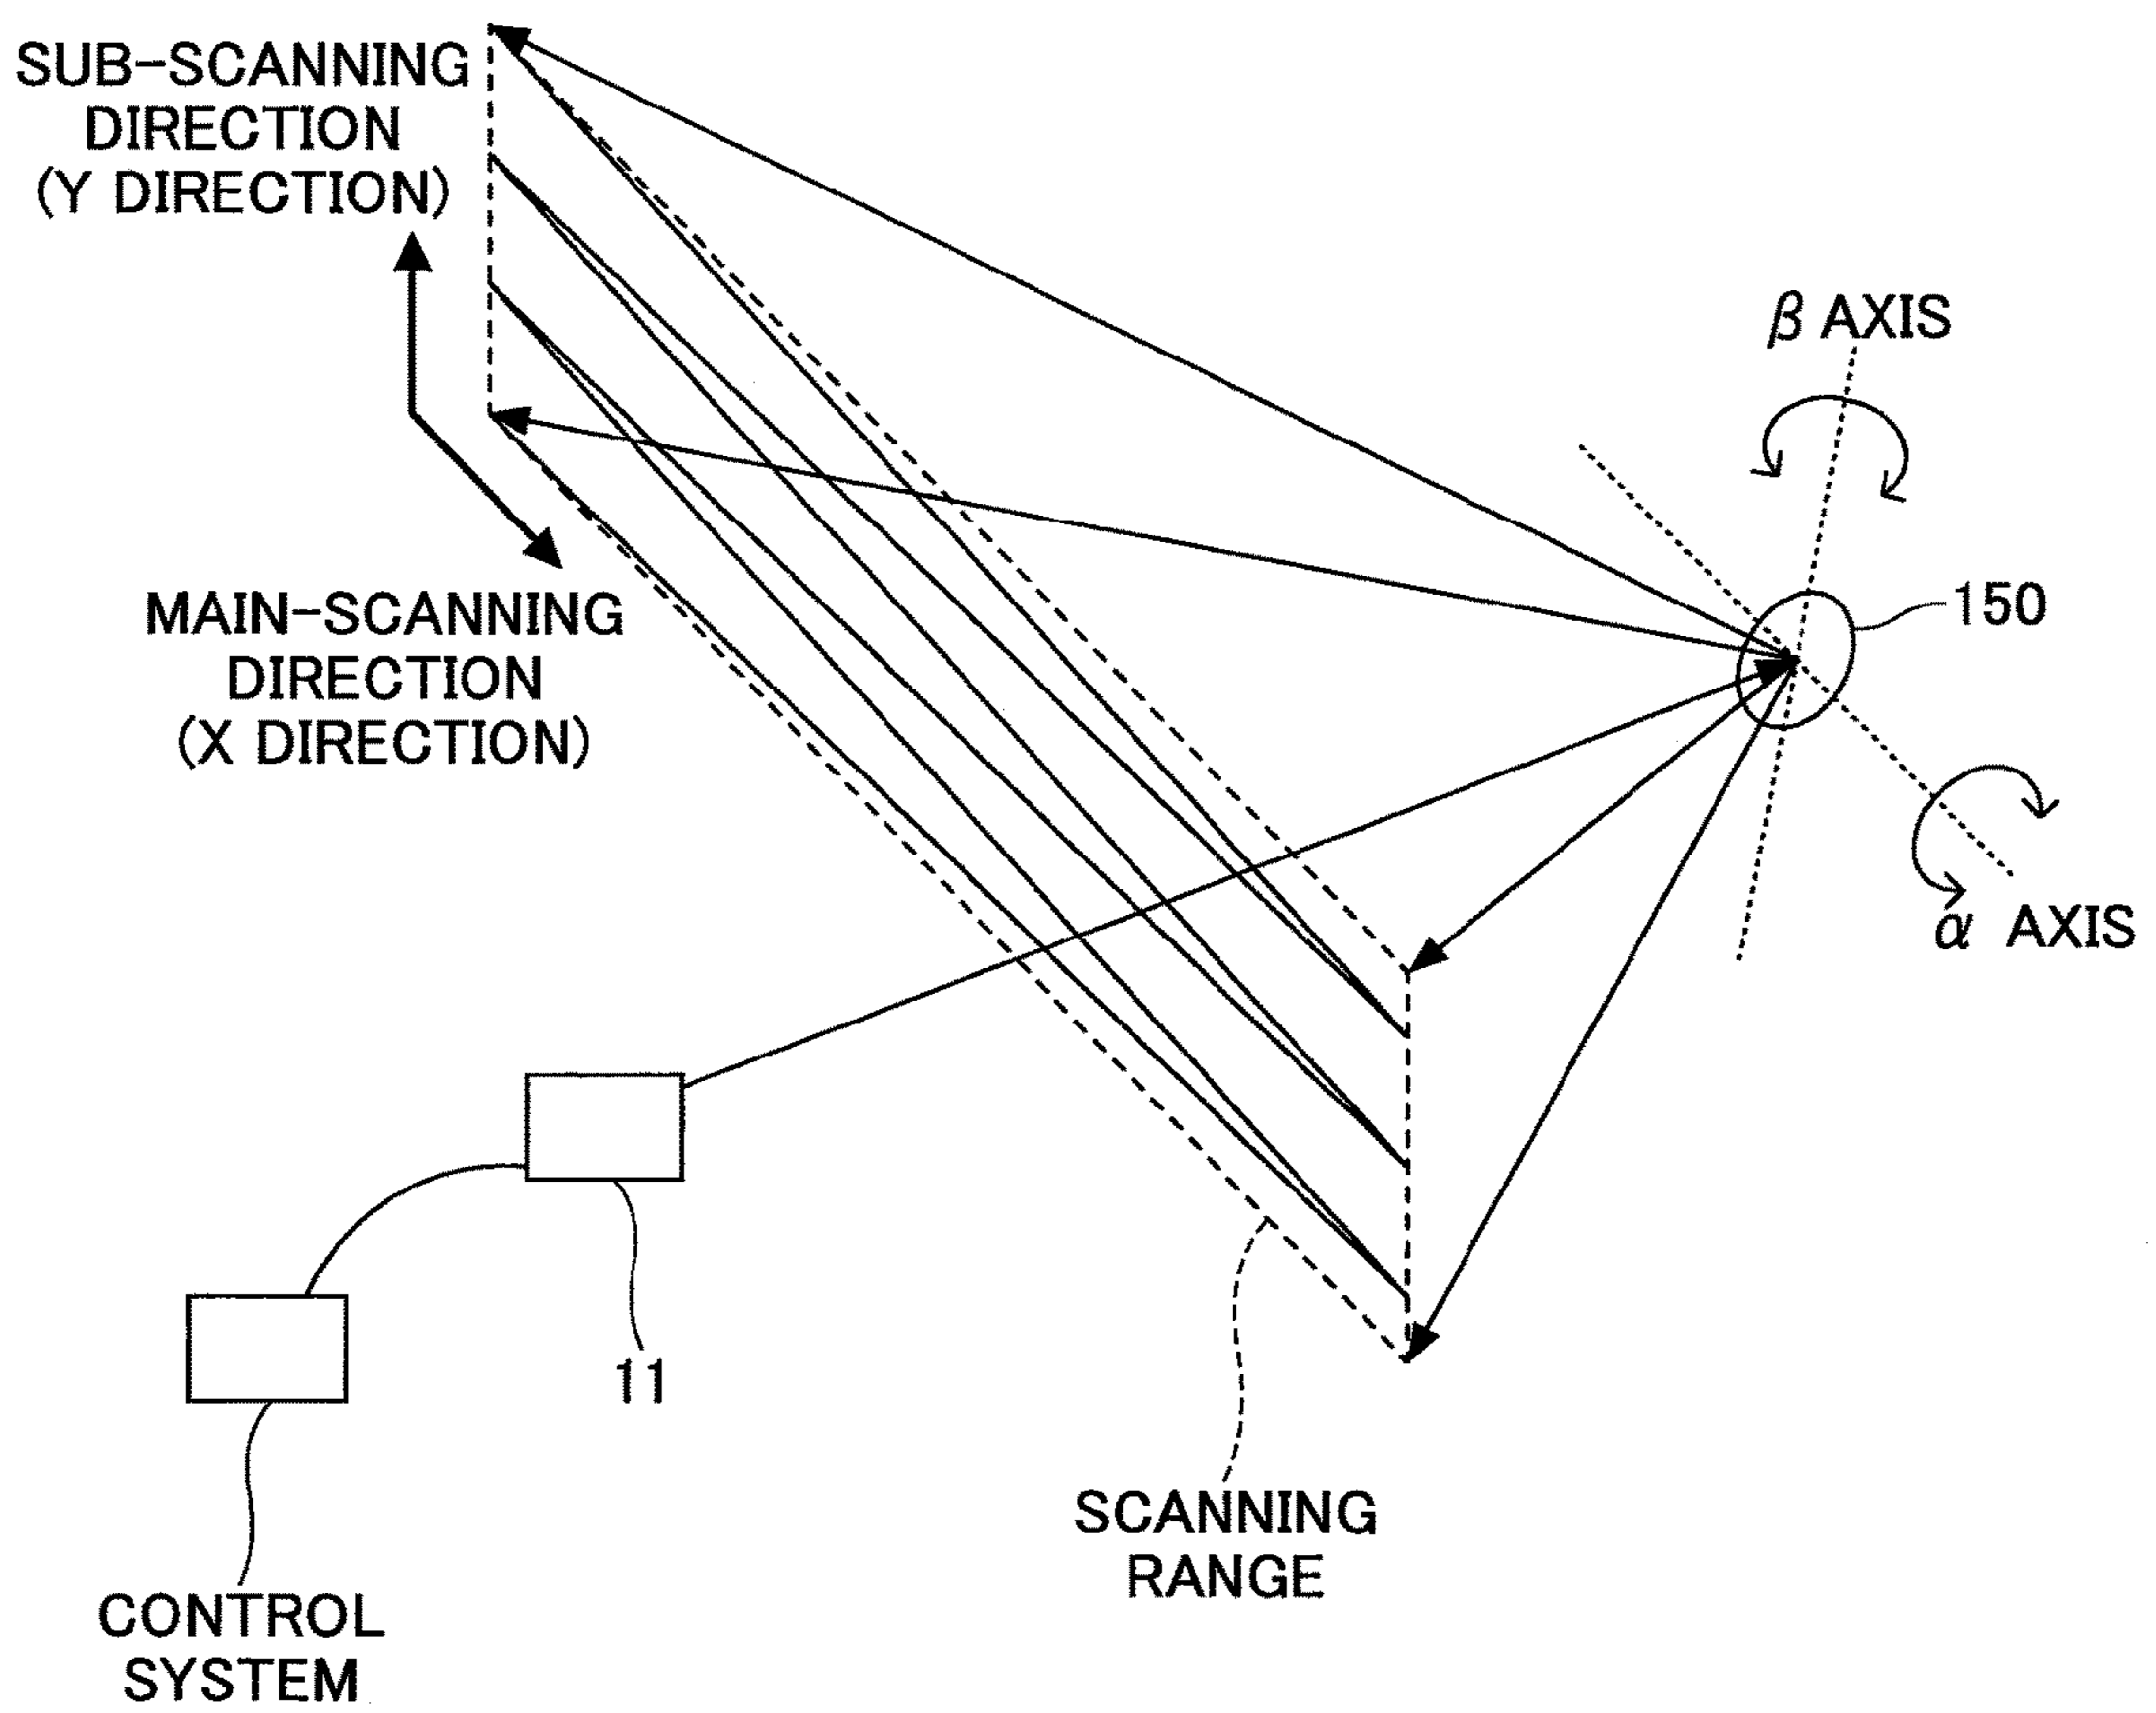 SUB-SCANNING
DIRECTION
(Y DIRECTION)
β AXIS
150
MAIN-SCANNING
DIRECTION
(X DIRECTION)
α AXIS
11
SCANNING
RANGE
CONTROL
SYSTEM